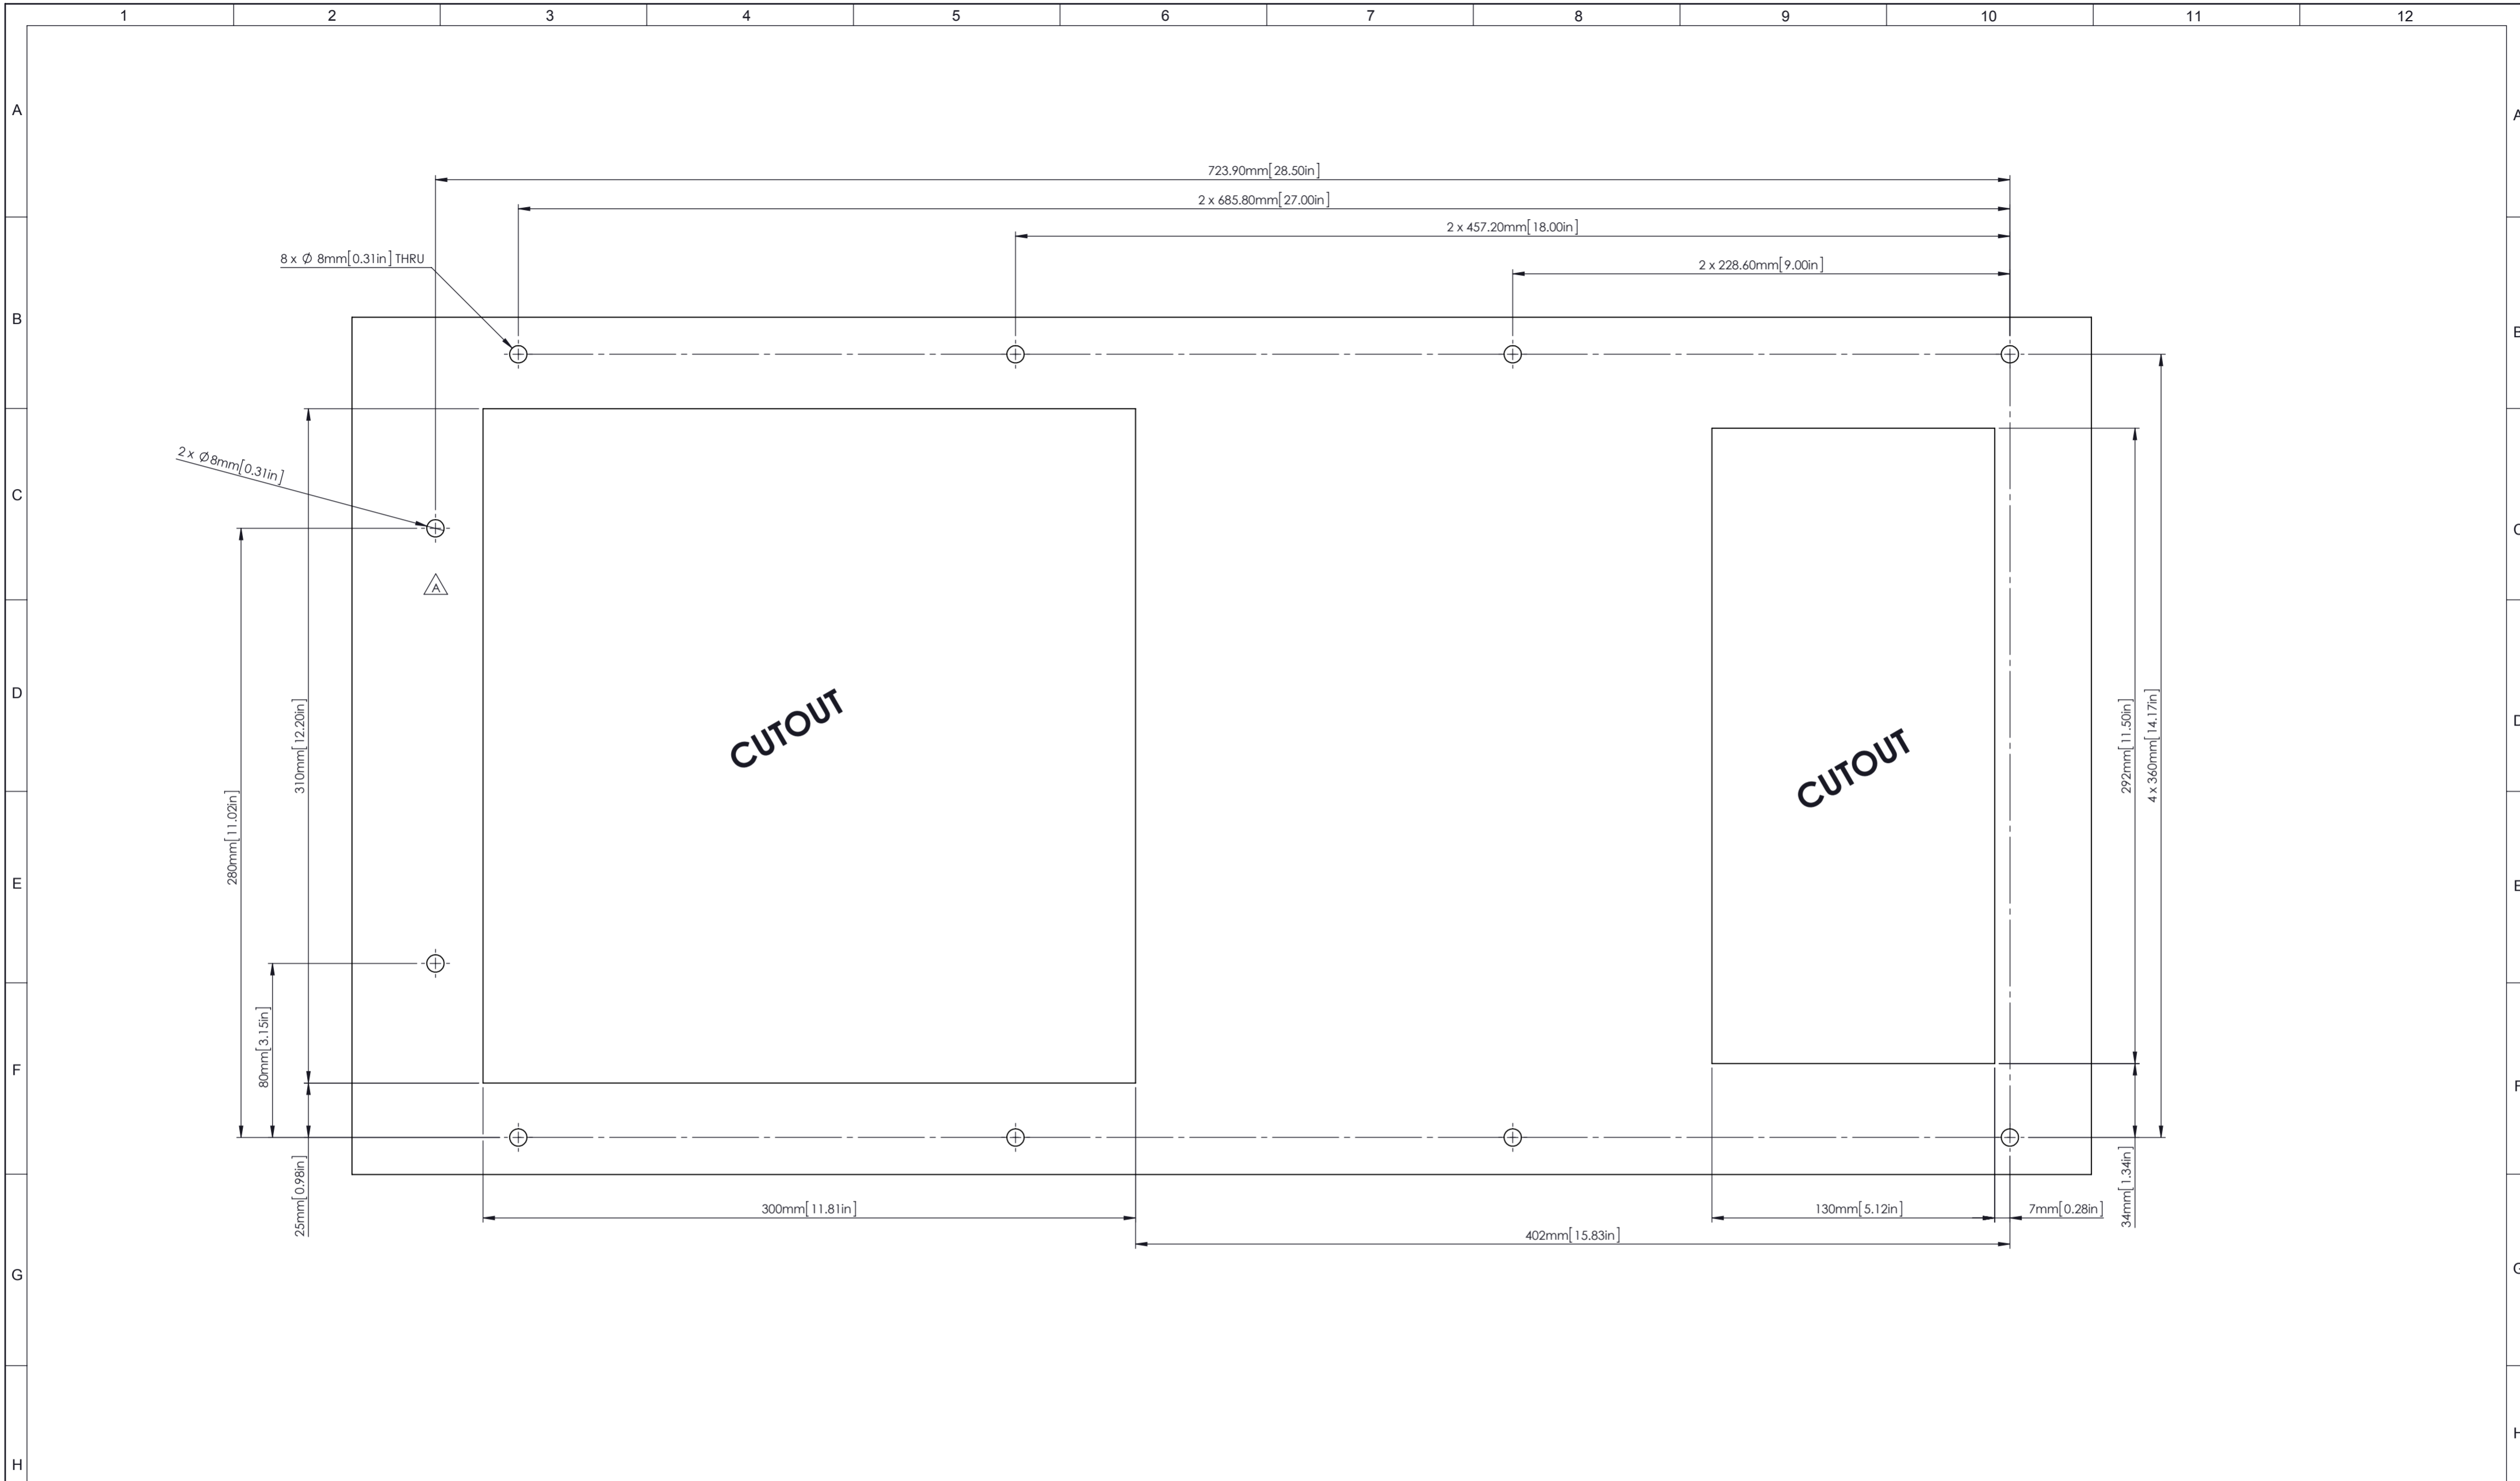 1 2 3 4 5 6 7 8 9 10 11 12
A A
723.90mm[28.50in]
2 x 685.80mm[27.00in]
2 x 457.20mm[18.00in]
8 x Ø 8mm[0.31in] THRU
2 x 228.60mm[9.00in]
B B
2 x Ø8mm[0.31in]
C C
A
310mm[12.20in]
CUTOUT
D D
292mm[11.50in]
4 x 360mm[14.17in]
CUTOUT
280mm[11.02in]
E E
80mm[3.15in]
F F
25mm[0.98in]
34mm[1.34in]
300mm[11.81in]
130mm[5.12in]
7mm[0.28in]
402mm[15.83in]
G G
H H